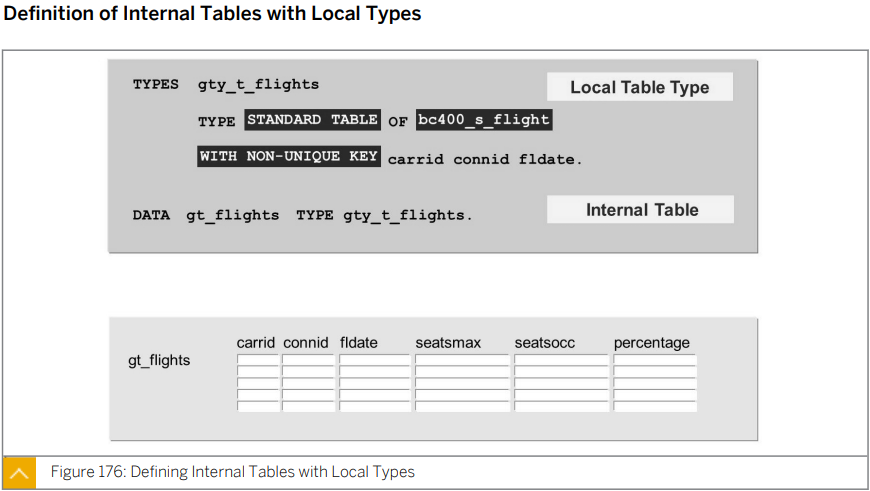 Definition of Internal Tables with Local Types
TYPES gty_t_flights
Local Table Type
TYPE STANDARD TABLE OF bc400_s_flight
WITH NON-UNIQUE KEY carrid connid fldate.
DATA gt_flights TYPE gty_t_flights.
Internal Table
carrid connid fldate seatsmax seatsocc percentage
gt_flights
Figure 176: Defining Internal Tables with Local Types